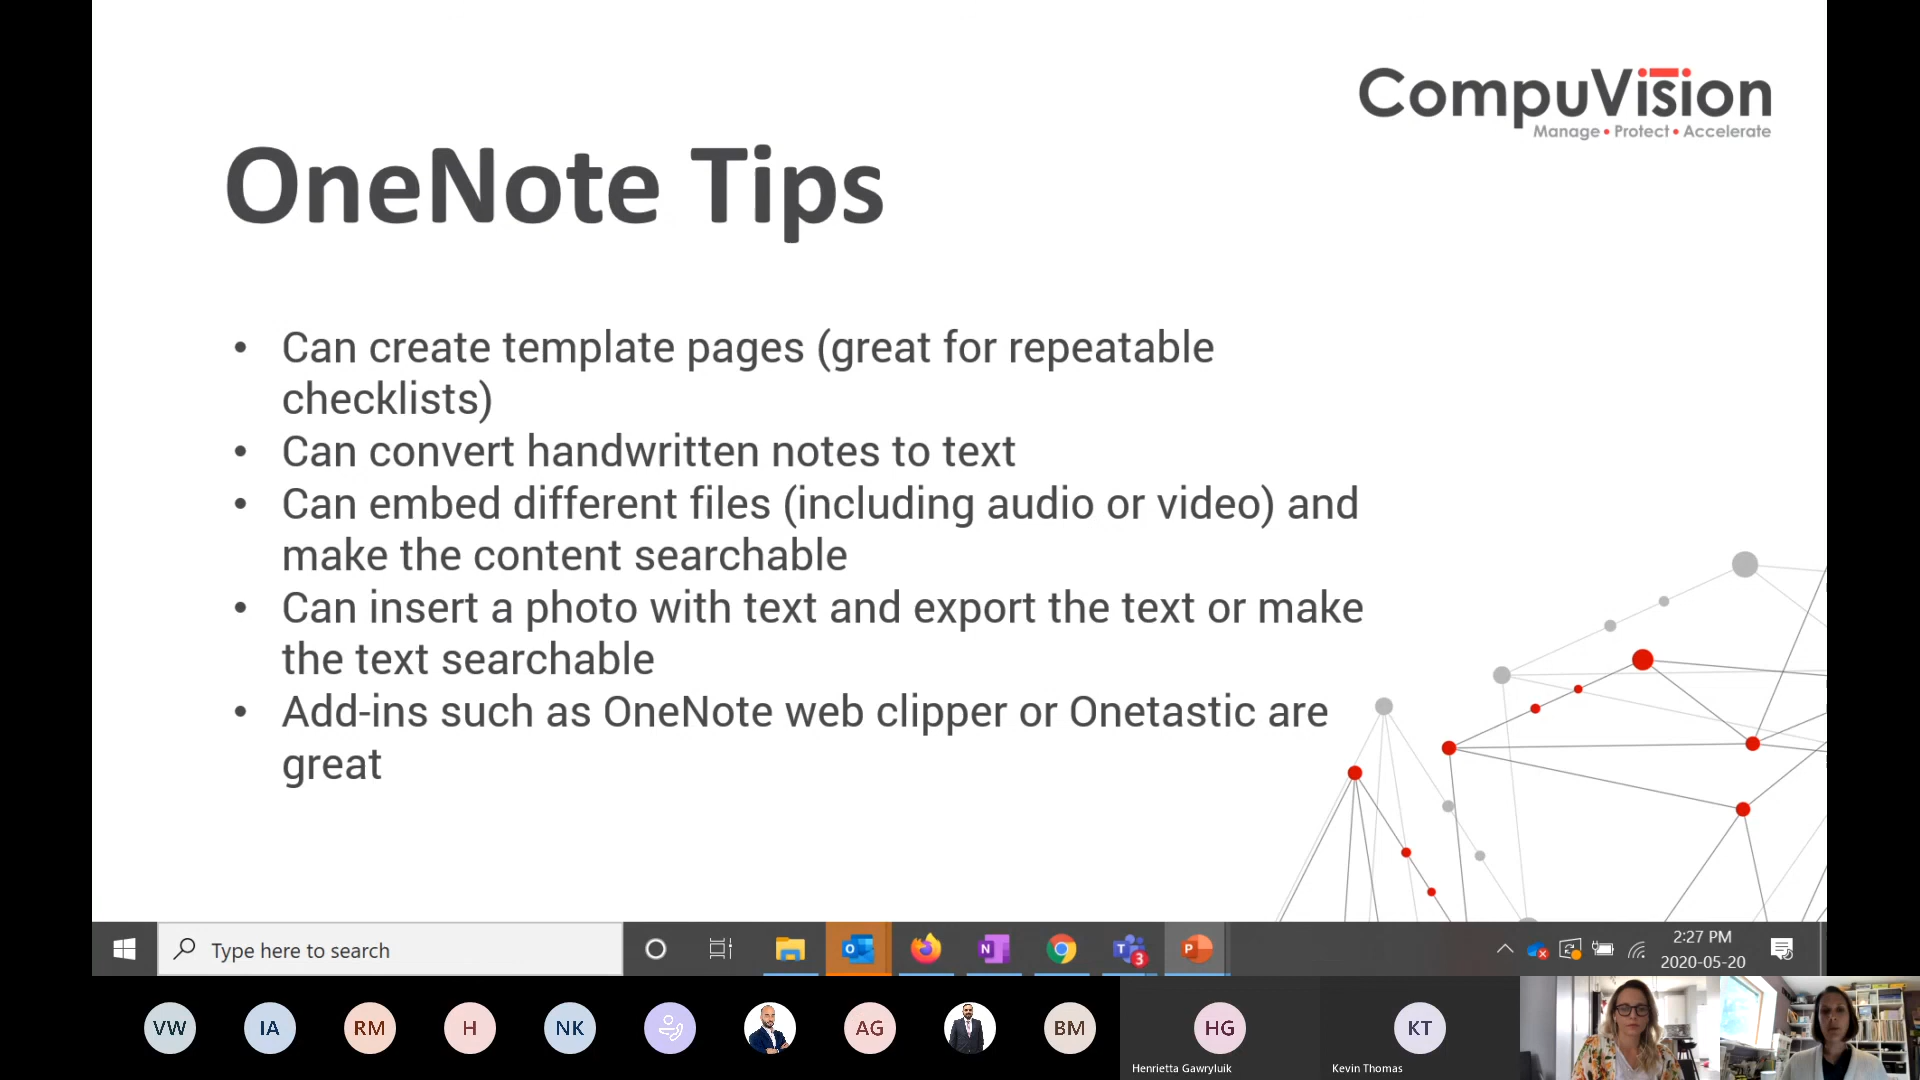 CompuVision
Manage • Protect • Accelerate
OneNote Tips
• Can create template pages (great for repeatable
checklists)
• Can convert handwritten notes to text
• Can embed different files (including audio or video) and
make the content searchable
• Can insert a photo with text and export the text or make
the text searchable
• Add-ins such as OneNote web clipper or Onetastic are
great
Type here to search
O
N
T
3
P
2:27 PM
2020-05-20
VW
IA
RM
H
NK
AG
BM
HG
KT
Henrietta Gawryluik
Kevin Thomas